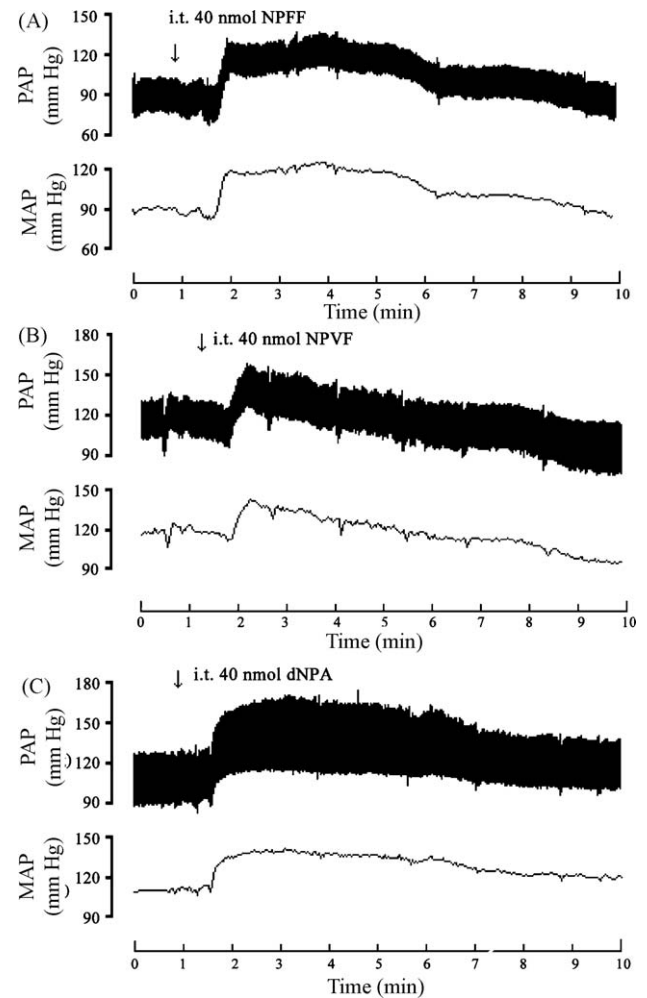 (A)
i.t. 40 nmol NPFF
↓
PAP
(mm Hg)
150
120
90
60
MAP
(mm Hg)
120
90
60
0 1 2 3 4 5 6 7 8 9 10
Time (min)
(B)
↓ i.t. 40 nmol NPVF
PAP
(mm Hg)
180
150
120
90
MAP
(mm Hg)
150
120
90
0 1 2 3 4 5 6 7 8 9 10
Time (min)
(C)
↓ i.t. 40 nmol dNPA
PAP
(mm Hg)
180
150
120
90
MAP
(mm Hg)
150
120
90
0 1 2 3 4 5 6 7 8 9 10
Time (min)